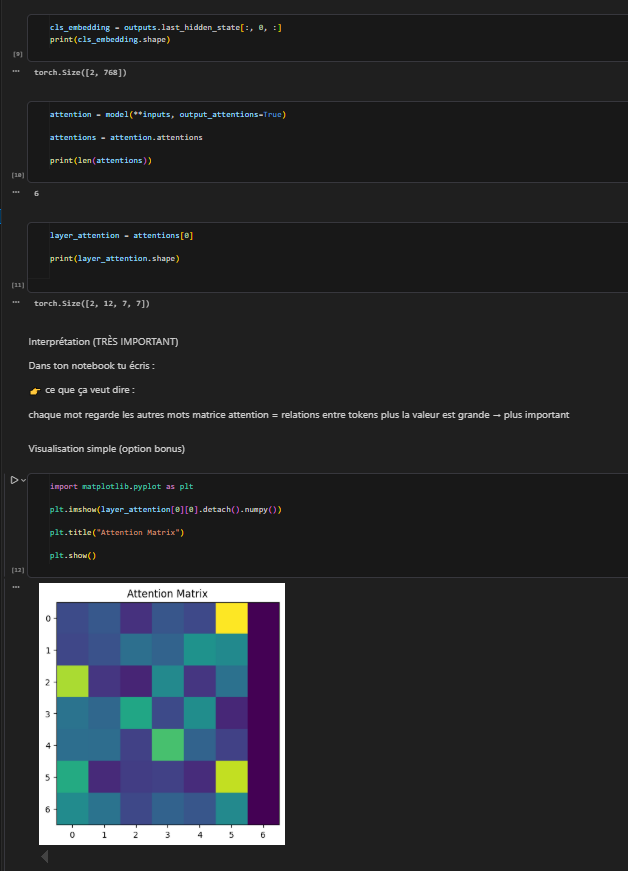 cls_embedding = outputs.last_hidden_state[:, 0, :]
print(cls_embedding.shape)
[9]
... torch.Size([2, 768])
attention = model(**inputs, output_attentions=True)
attentions = attention.attentions
print(len(attentions))
[10]
... 6
layer_attention = attentions[0]
print(layer_attention.shape)
[11]
... torch.Size([2, 12, 7, 7])
Interprétation (TRÈS IMPORTANT)
Dans ton notebook tu écris :
👉 ce que ça veut dire :
chaque mot regarde les autres mots matrice attention = relations entre tokens plus la valeur est grande → plus important
Visualisation simple (option bonus)
import matplotlib.pyplot as plt
plt.imshow(layer_attention[0][0].detach().numpy())
plt.title("Attention Matrix")
plt.show()
[12]
...
Attention Matrix
0
1
2
3
4
5
6
0 1 2 3 4 5 6